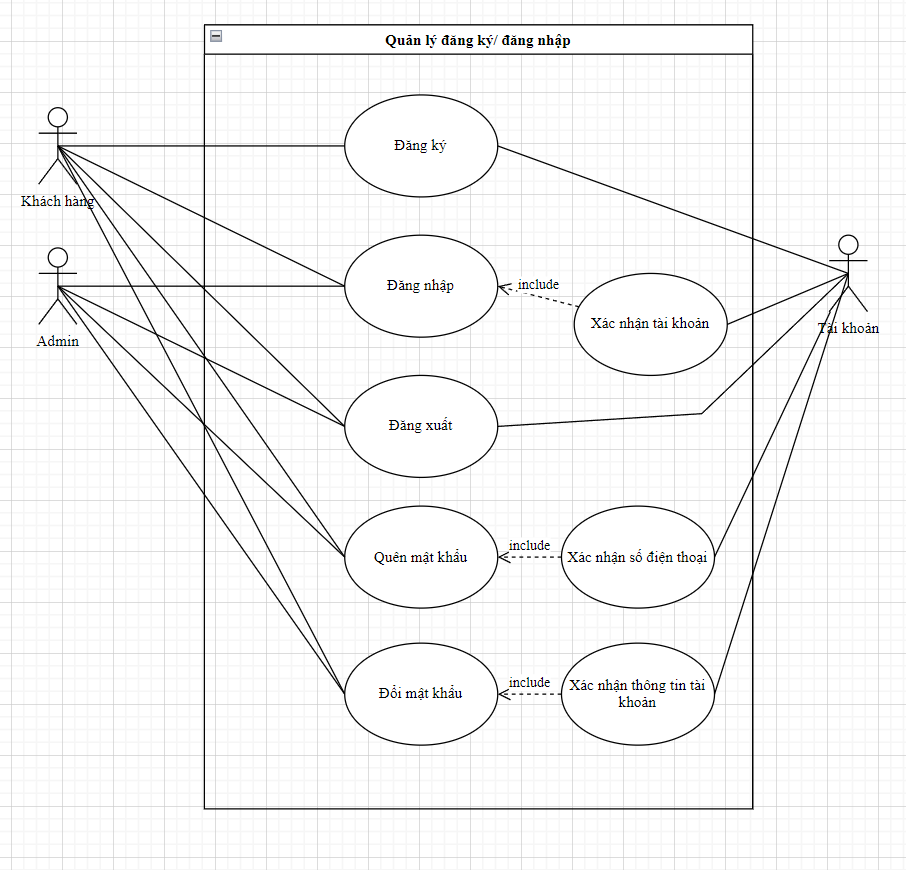 Quản lý đăng ký/ đăng nhập
Khách hàng
Đăng ký
Admin
Đăng nhập
include
Xác nhận tài khoản
Tài khoản
Đăng xuất
Quên mật khẩu
include
Xác nhận số điện thoại
Đổi mật khẩu
include
Xác nhận thông tin tài
khoản